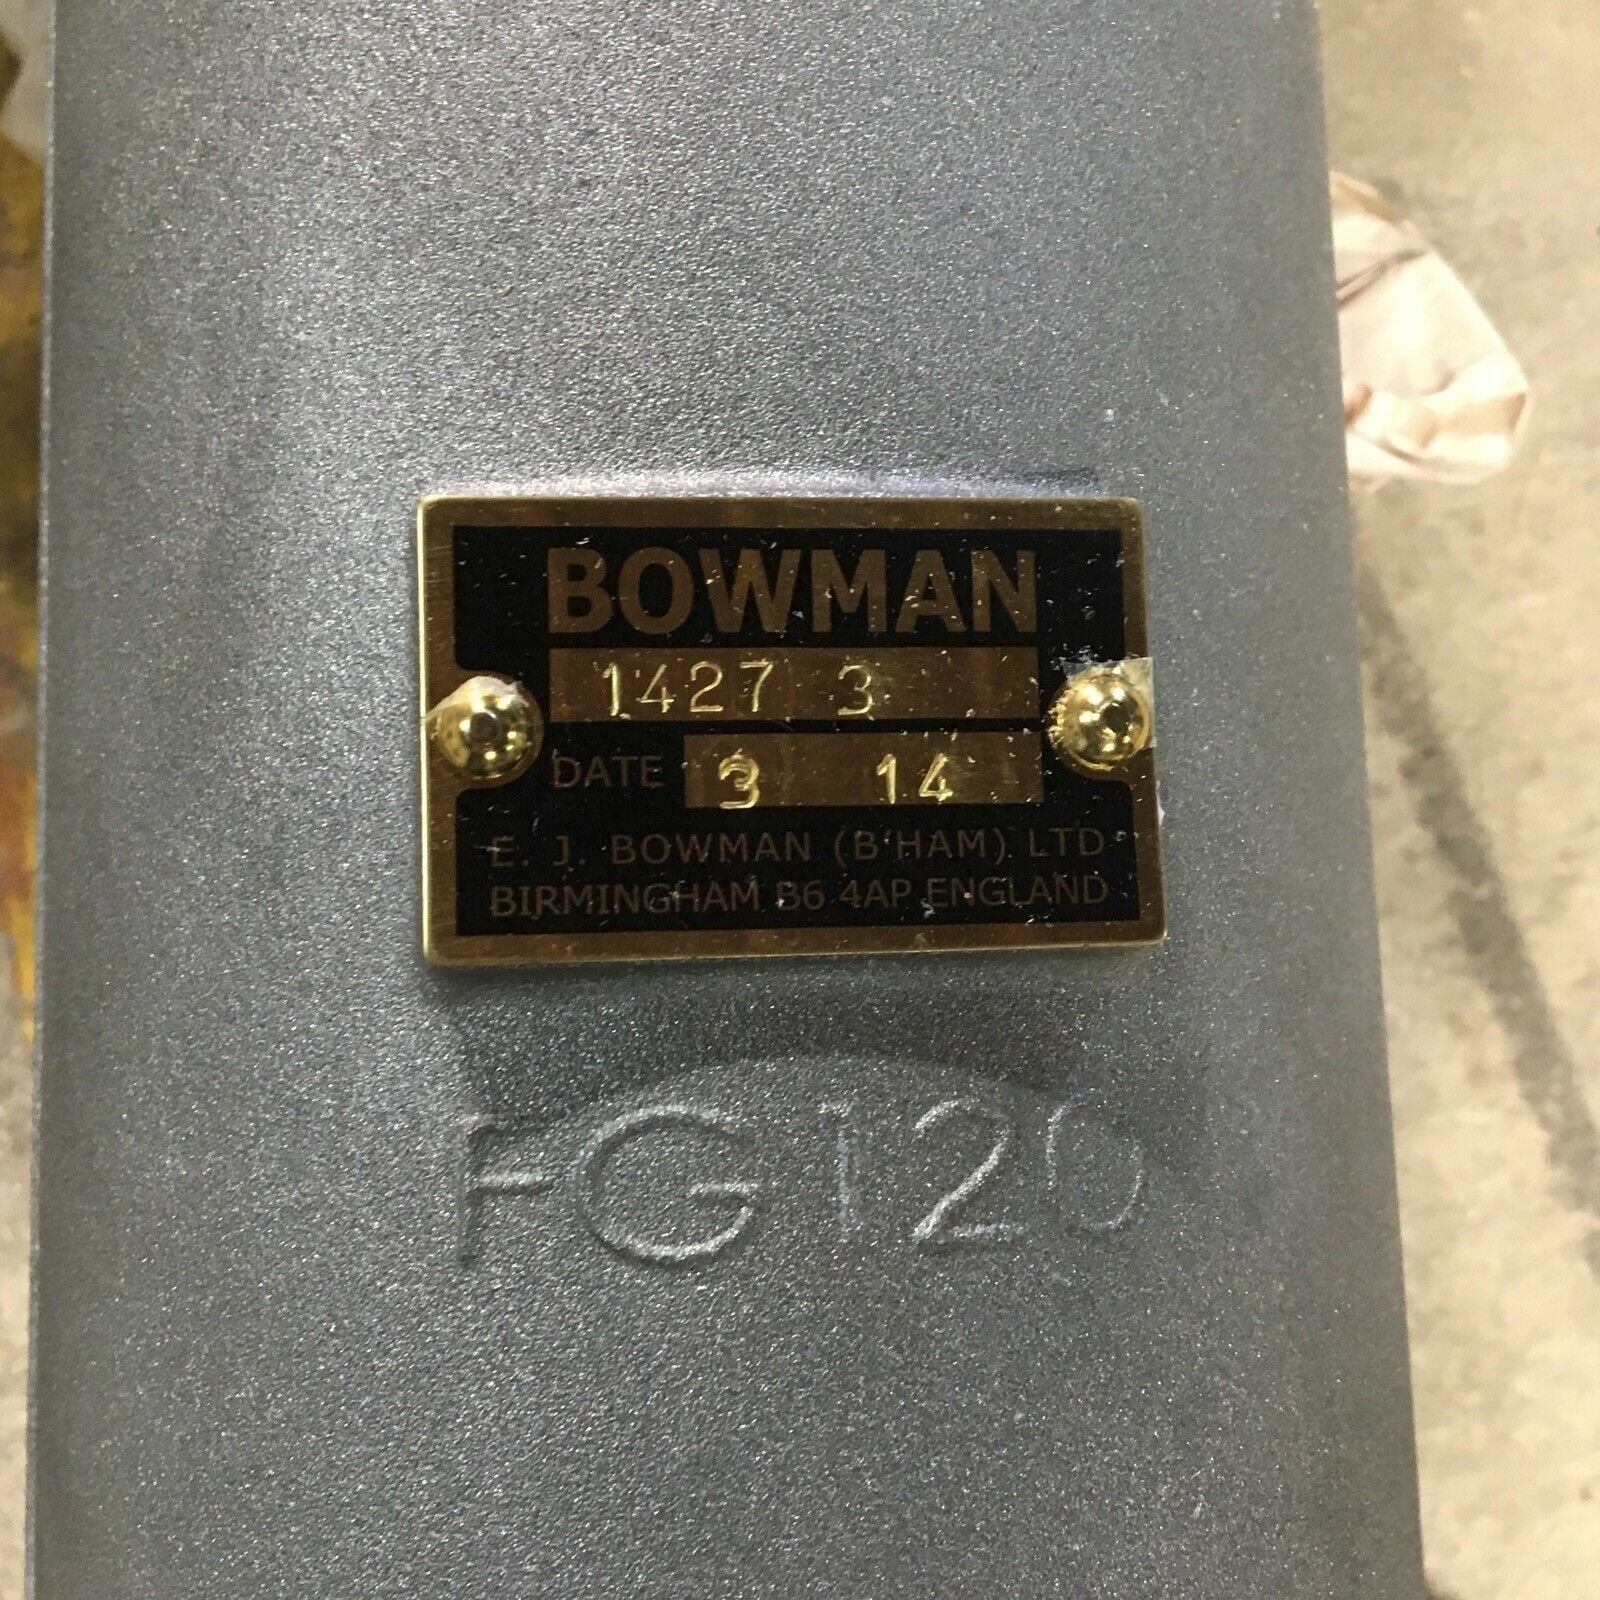 BOWMAN
1427 3
DATE 3 14
E. J. BOWMAN (B'HAM) LTD
BIRMINGHAM B6 4AP ENGLAND
FG120